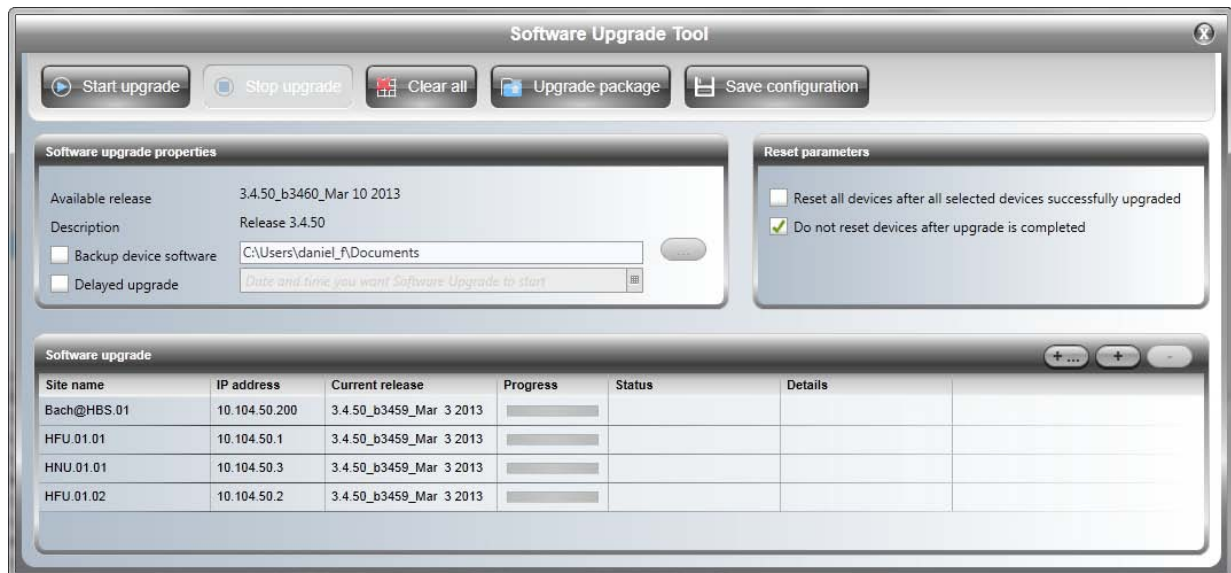 Software Upgrade Tool
X
Start upgrade Stop upgrade Clear all Upgrade package Save configuration
Software upgrade properties
Available release 3.4.50_b3460_Mar 10 2013
Description Release 3.4.50
Backup device software C:\Users\daniel_f\Documents ...
Delayed upgrade Date and time you want Software Upgrade to start
Reset parameters
Reset all devices after all selected devices successfully upgraded
Do not reset devices after upgrade is completed
Software upgrade + ... + -
Site name IP address Current release Progress Status Details
Bach@HBS.01 10.104.50.200 3.4.50_b3459_Mar 3 2013
HFU.01.01 10.104.50.1 3.4.50_b3459_Mar 3 2013
HNU.01.01 10.104.50.3 3.4.50_b3459_Mar 3 2013
HFU.01.02 10.104.50.2 3.4.50_b3459_Mar 3 2013